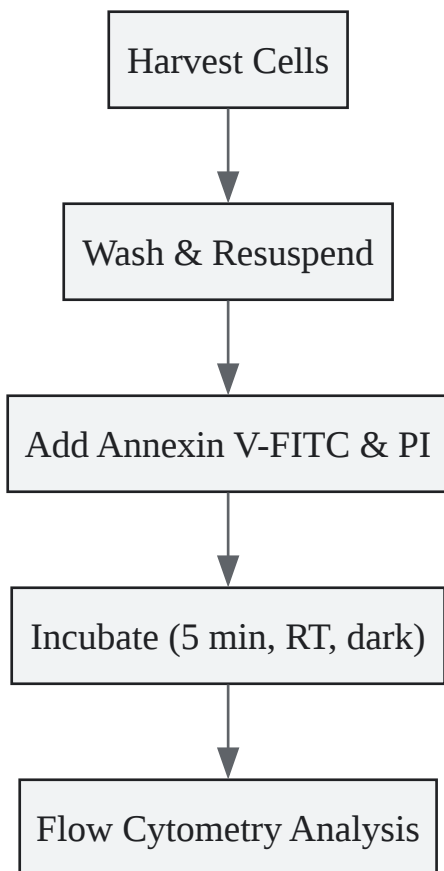 Harvest Cells
Wash & Resuspend
Add Annexin V-FITC & PI
Incubate (5 min, RT, dark)
Flow Cytometry Analysis